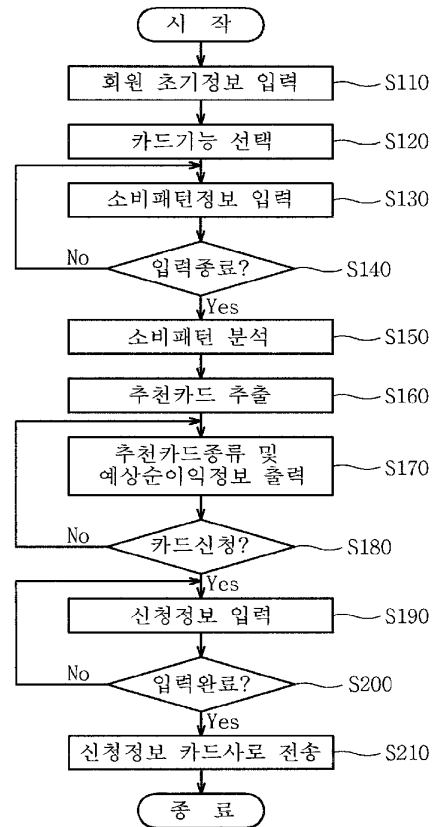 시 작
회원 초기정보 입력 S110
카드기능 선택 S120
소비패턴정보 입력 S130
No 입력종료? S140
Yes
소비패턴 분석 S150
추천카드 추출 S160
추천카드종류 및
예상순이익정보 출력 S170
No 카드신청? S180
Yes
신청정보 입력 S190
No 입력완료? S200
Yes
신청정보 카드사로 전송 S210
종 료